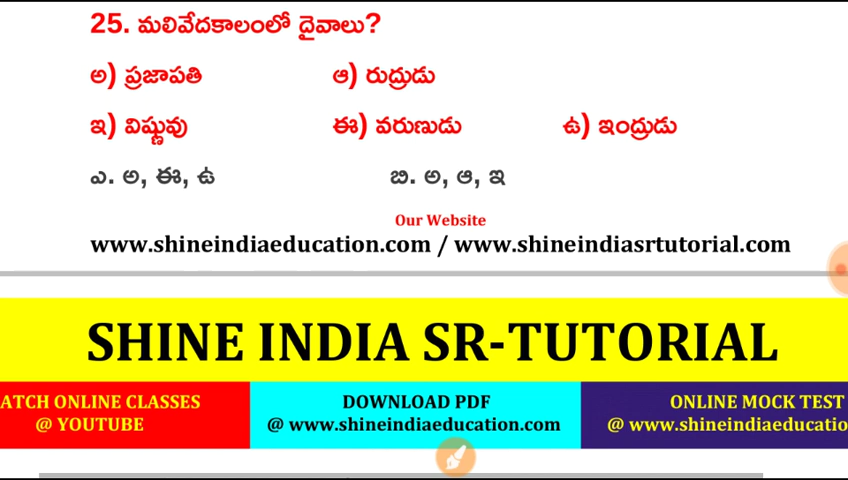 25. మలివేదకాలంలో దైవాలు?
అ) ప్రజాపతి ఆ) రుద్రుడు
ఇ) విష్ణువు ఈ) వరుణుడు ఉ) ఇంద్రుడు
ఎ. అ, ఈ, ఉ బి. అ, ఆ, ఇ
Our Website
www.shineindiaeducation.com / www.shineindiasrtutorial.com
SHINE INDIA SR-TUTORIAL
ATCH ONLINE CLASSES
@ YOUTUBE
DOWNLOAD PDF
@ www.shineindiaeducation.com
ONLINE MOCK TEST
@ www.shineindiaeducatio